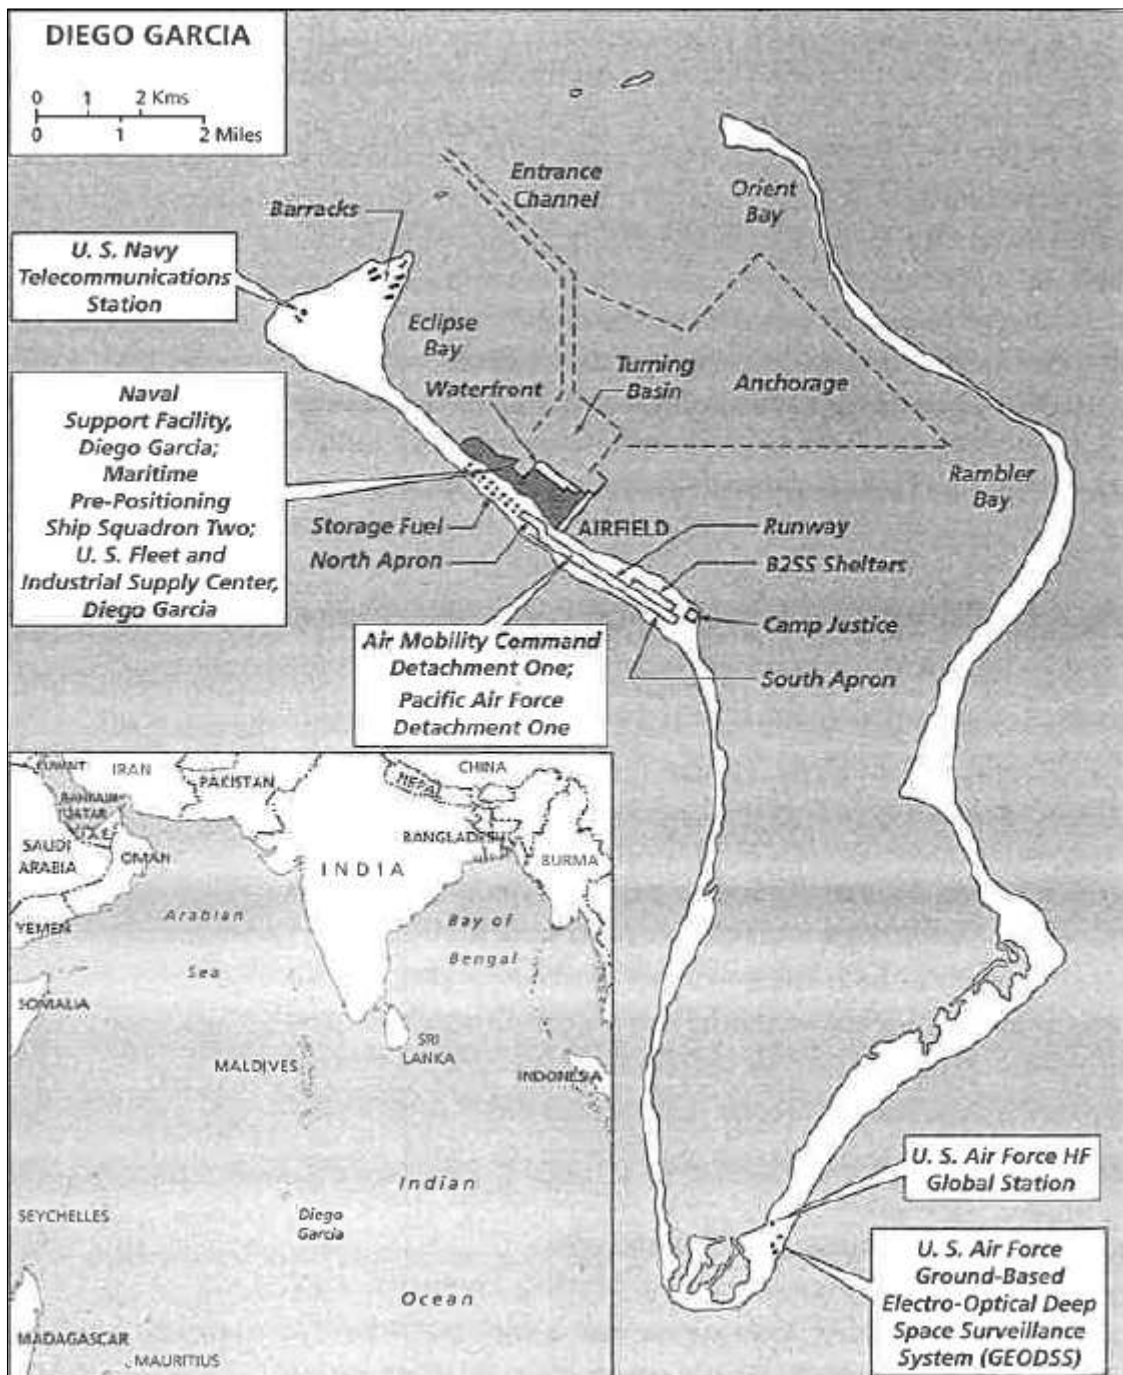 DIEGO GARCIA
0 1 2 Kms
0 1 2 Miles
Entrance
Channel
Orient
Bay
Barracks
U. S. Navy
Telecommunications
Station
Eclipse
Bay
Turning
Basin
Waterfront
Anchorage
Naval
Support Facility,
Diego Garcia;
Maritime
Pre-Positioning
Ship Squadron Two;
U. S. Fleet and
Industrial Supply Center,
Diego Garcia
Rambler
Bay
Storage Fuel
AIRFIELD
Runway
North Apron
B2SS Shelters
Camp Justice
South Apron
Air Mobility Command
Detachment One;
Pacific Air Force
Detachment One
KUWAIT
IRAN
PAKISTAN
NEPAL
CHINA
BAHRAIN
QATAR
U.A.E.
SAUDI
ARABIA
OMAN
BANGLADESH
BURMA
INDIA
YEMEN
Arabian
Sea
Bay of
Bengal
SOMALIA
SRI
LANKA
MALDIVES
INDONESIA
Indian
Ocean
SEYCHELLES
Diego
Garcia
MADAGASCAR
MAURITIUS
U. S. Air Force HF
Global Station
U. S. Air Force
Ground-Based
Electro-Optical Deep
Space Surveillance
System (GEODSS)